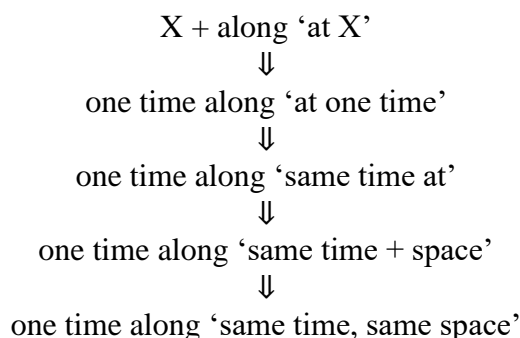 X + along ‘at X’
⇓
one time along ‘at one time’
⇓
one time along ‘same time at’
⇓
one time along ‘same time + space’
⇓
one time along ‘same time, same space’